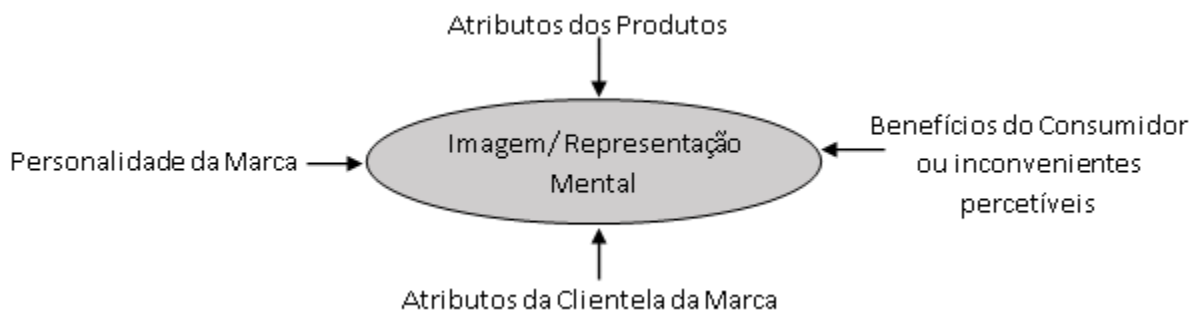 Atributos dos Produtos
Imagem/ Representação
Mental
Personalidade da Marca
Benefícios do Consumidor
ou inconvenientes
percetíveis
Atributos da Clientela da Marca